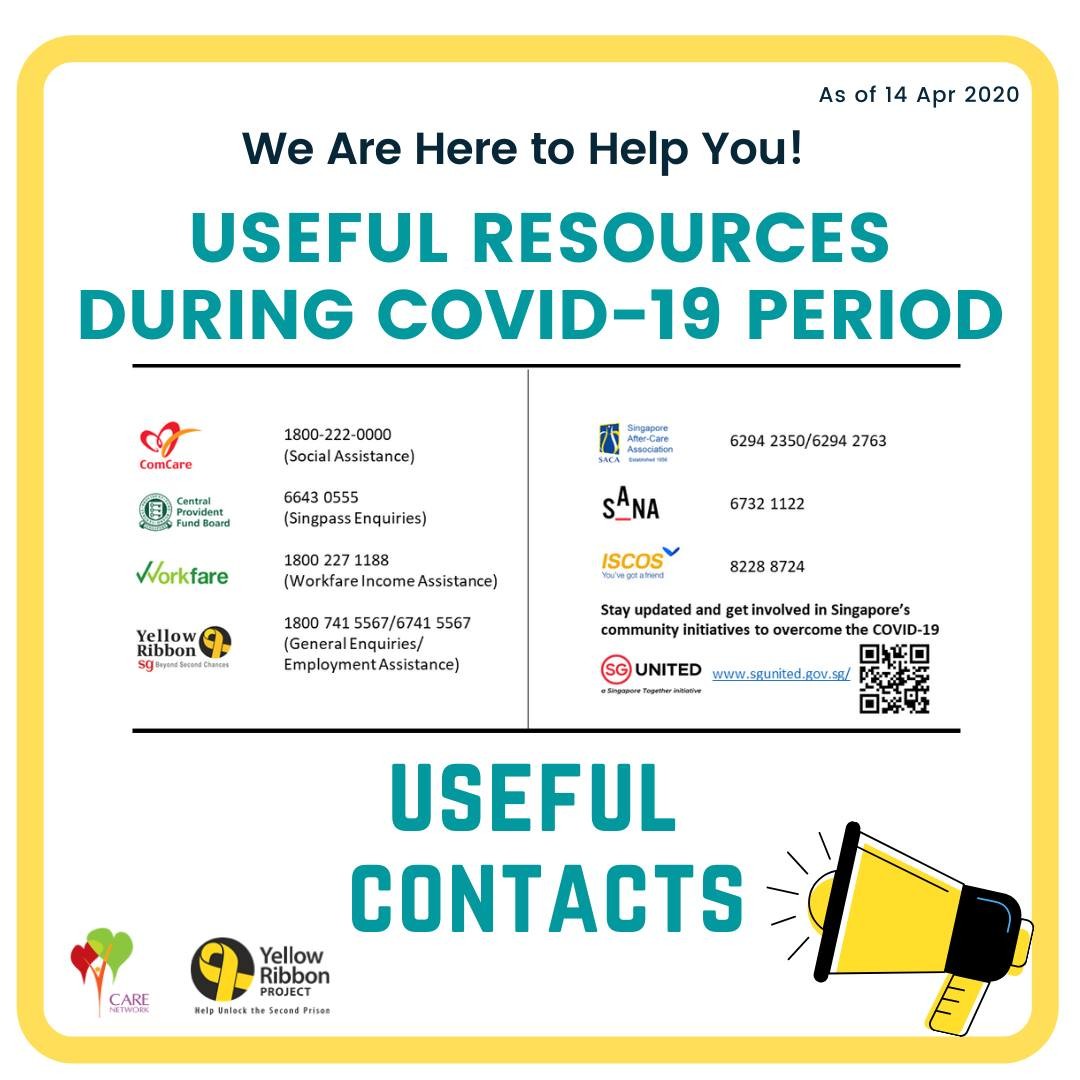 As of 14 Apr 2020
We Are Here to Help You!
USEFUL RESOURCES
DURING COVID-19 PERIOD
ComCare
1800-222-0000
(Social Assistance)
Central
Provident
Fund Board
6643 0555
(Singpass Enquiries)
Workfare
1800 227 1188
(Workfare Income Assistance)
Yellow
Ribbon
sg Beyond Second Chances
1800 741 5567/6741 5567
(General Enquiries/
Employment Assistance)
SACA
Singapore
After-Care
Association
Established 1956
6294 2350/6294 2763
SANA
6732 1122
ISCOS
You've got a friend
8228 8724
Stay updated and get involved in Singapore's
community initiatives to overcome the COVID-19
SG UNITED
a Singapore Together initiative
www.sgunited.gov.sg/
USEFUL
CONTACTS
CARE
NETWORK
Yellow
Ribbon
PROJECT
Help Unlock the Second Prison